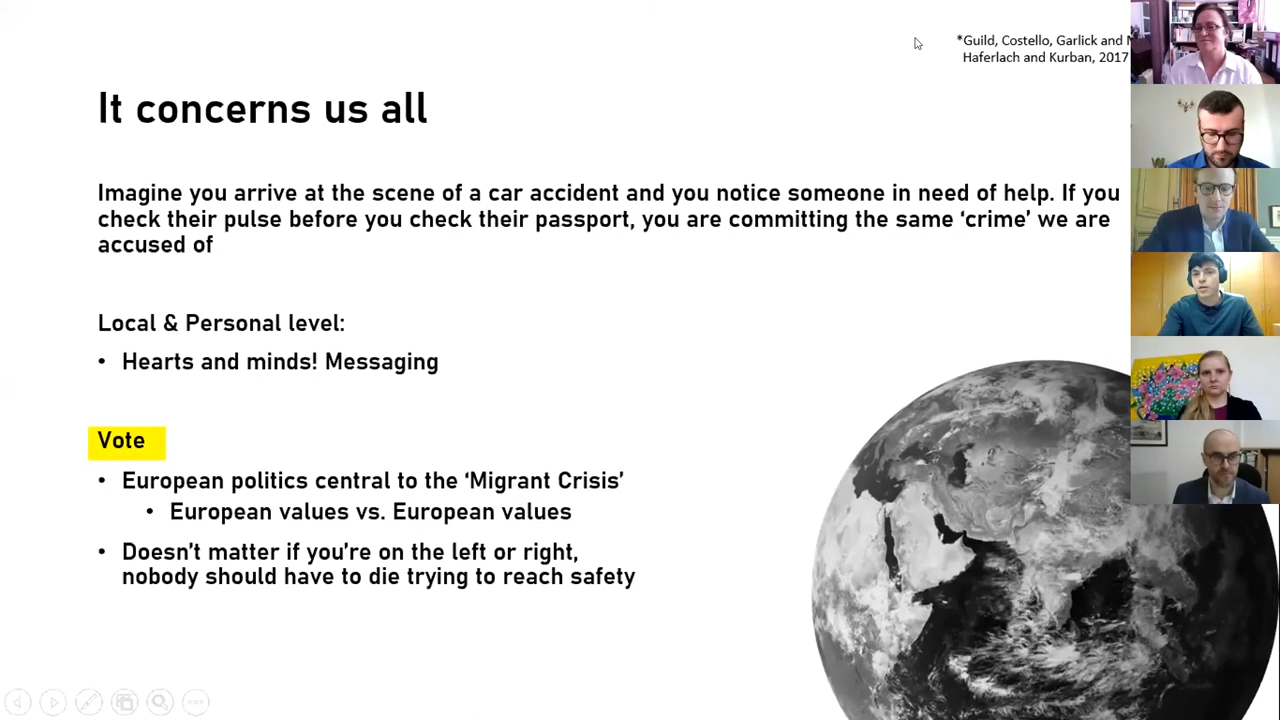 *Guild, Costello, Garlick and
Haferlach and Kurban, 2017
It concerns us all
Imagine you arrive at the scene of a car accident and you notice someone in need of help. If you
check their pulse before you check their passport, you are committing the same ‘crime’ we are
accused of
Local & Personal level:
• Hearts and minds! Messaging
Vote
• European politics central to the ‘Migrant Crisis’
• European values vs. European values
• Doesn’t matter if you’re on the left or right,
nobody should have to die trying to reach safety